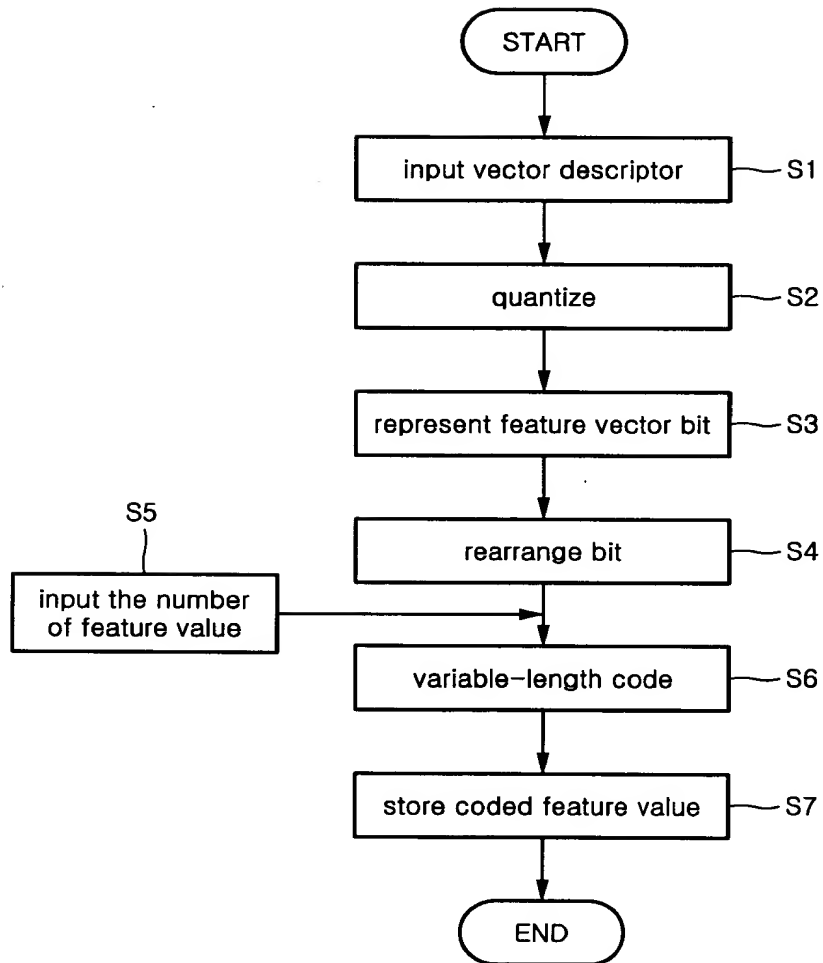 START
input vector descriptor
S1
quantize
S2
represent feature vector bit
S3
rearrange bit
S4
S5
input the number
of feature value
variable-length code
S6
store coded feature value
S7
END